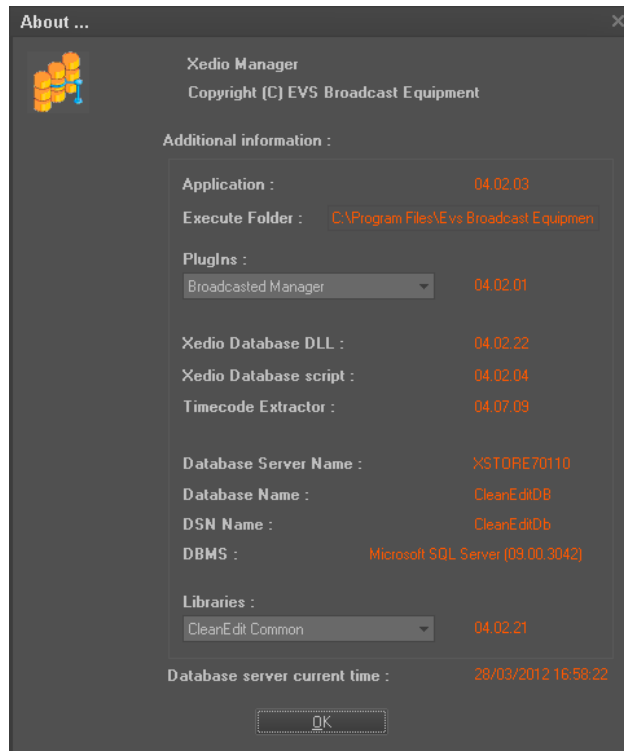 About ...
Xedio Manager
Copyright (C) EVS Broadcast Equipment
Additional information :
Application : 04.02.03
Execute Folder : C:\Program Files\Evs Broadcast Equipmen
PlugIns :
Broadcasted Manager 04.02.01
Xedio Database DLL : 04.02.22
Xedio Database script : 04.02.04
Timecode Extractor : 04.07.09
Database Server Name : XSTORE70110
Database Name : CleanEditDB
DSN Name : CleanEditDb
DBMS : Microsoft SQL Server (09.00.3042)
Libraries :
CleanEdit Common 04.02.21
Database server current time : 28/03/2012 16:58:22
OK